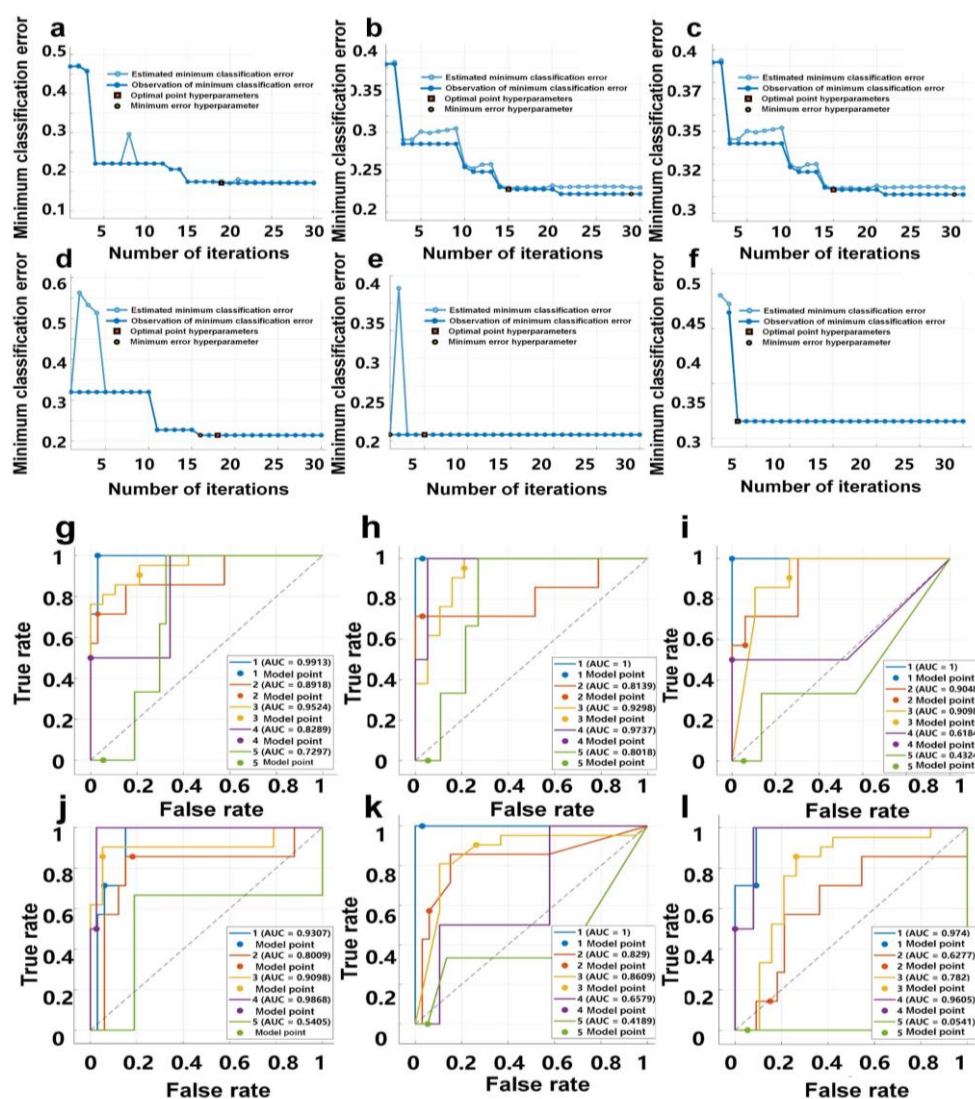 a
Minimum classification error
0.5
0.4
0.3
0.2
0.1
Estimated minimum classification error
Observation of minimum classification error
Optimal point hyperparameters
Minimum error hyperparameter
5 10 15 20 25 30
Number of iterations
b
Minimum classification error
0.4
0.35
0.3
0.25
0.2
Estimated minimum classification error
Observation of minimum classification error
Optimal point hyperparameters
Minimum error hyperparameter
5 10 15 20 25 30
Number of iterations
c
Minimum classification error
0.4
0.37
0.35
0.32
0.3
Estimated minimum classification error
Observation of minimum classification error
Optimal point hyperparameters
Minimum error hyperparameter
5 10 15 20 25 30
Number of iterations
d
Minimum classification error
0.6
0.5
0.4
0.3
0.2
Estimated minimum classification error
Observation of minimum classification error
Optimal point hyperparameters
Minimum error hyperparameter
5 10 15 20 25 30
Number of iterations
e
Minimum classification error
0.4
0.35
0.3
0.2
0.2
Estimated minimum classification error
Observation of minimum classification error
Optimal point hyperparameters
Minimum error hyperparameter
5 10 15 20 25 30
Number of iterations
f
Minimum classification error
0.5
0.45
0.4
0.35
0.3
Estimated minimum classification error
Observation of minimum classification error
Optimal point hyperparameters
Minimum error hyperparameter
5 10 15 20 25 30
Number of iterations
g
True rate
1
0.8
0.6
0.4
0.2
0
1 (AUC = 0.9913)
1 Model point
2 (AUC = 0.8918)
2 Model point
3 (AUC = 0.9524)
3 Model point
4 (AUC = 0.8289)
4 Model point
5 (AUC = 0.7297)
5 Model point
0 0.2 0.4 0.6 0.8 1
False rate
h
True rate
1
0.8
0.6
0.4
0.2
0
1 (AUC = 1)
1 Model point
2 (AUC = 0.8139)
2 Model point
3 (AUC = 0.9298)
3 Model point
4 (AUC = 0.9737)
4 Model point
5 (AUC = 0.8018)
5 Model point
0 0.2 0.4 0.6 0.8 1
False rate
i
True rate
1
0.8
0.6
0.4
0.2
0
1 (AUC = 1)
1 Model point
2 (AUC = 0.904
2 Model point
3 (AUC = 0.9098
3 Model point
4 (AUC = 0.6184
4 Model point
5 (AUC = 0.4324
5 Model point
0 0.2 0.4 0.6 0.8 1
False rate
j
True rate
1
0.8
0.6
0.4
0.2
0
1 (AUC = 0.9307)
Model point
2 (AUC = 0.8009)
Model point
3 (AUC = 0.9098)
Model point
4 (AUC = 0.9868)
Model point
5 (AUC = 0.5405)
Model point
0 0.2 0.4 0.6 0.8 1
False rate
k
True rate
1
0.8
0.6
0.4
0.2
0
1 (AUC = 1)
1 Model point
2 (AUC = 0.829)
2 Model point
3 (AUC = 0.8609)
3 Model point
4 (AUC = 0.6579)
4 Model point
5 (AUC = 0.4189)
5 Model point
0 0.2 0.4 0.6 0.8 1
False rate
l
True rate
1
0.8
0.6
0.4
0.2
0
1 (AUC = 0.974)
1 Model point
2 (AUC = 0.6277)
2 Model point
3 (AUC = 0.782)
3 Model point
4 (AUC = 0.9605)
4 Model point
5 (AUC = 0.0541)
5 Model point
0 0.2 0.4 0.6 0.8 1
False rate